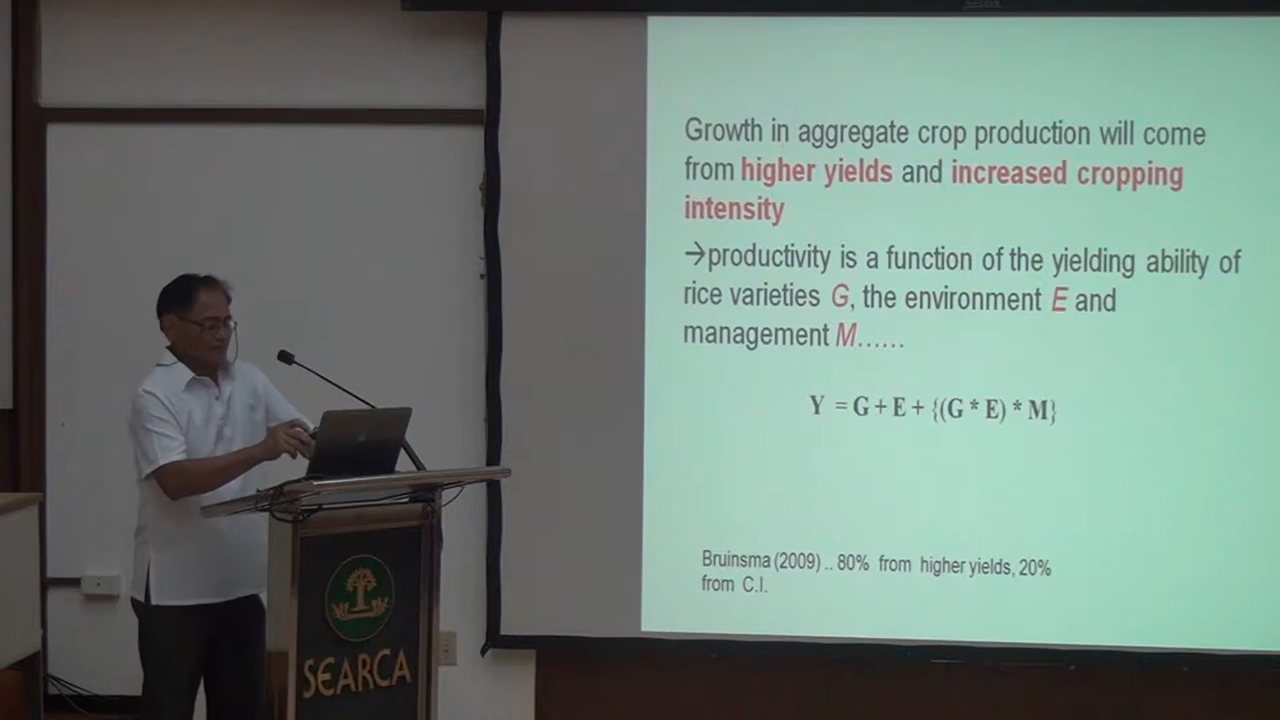 Growth in aggregate crop production will come
from higher yields and increased cropping
intensity
→productivity is a function of the yielding ability of
rice varieties G, the environment E and
management M......
Y = G + E + {(G * E) * M}
Bruinsma (2009) .. 80% from higher yields, 20%
from C.I.
SEARCA